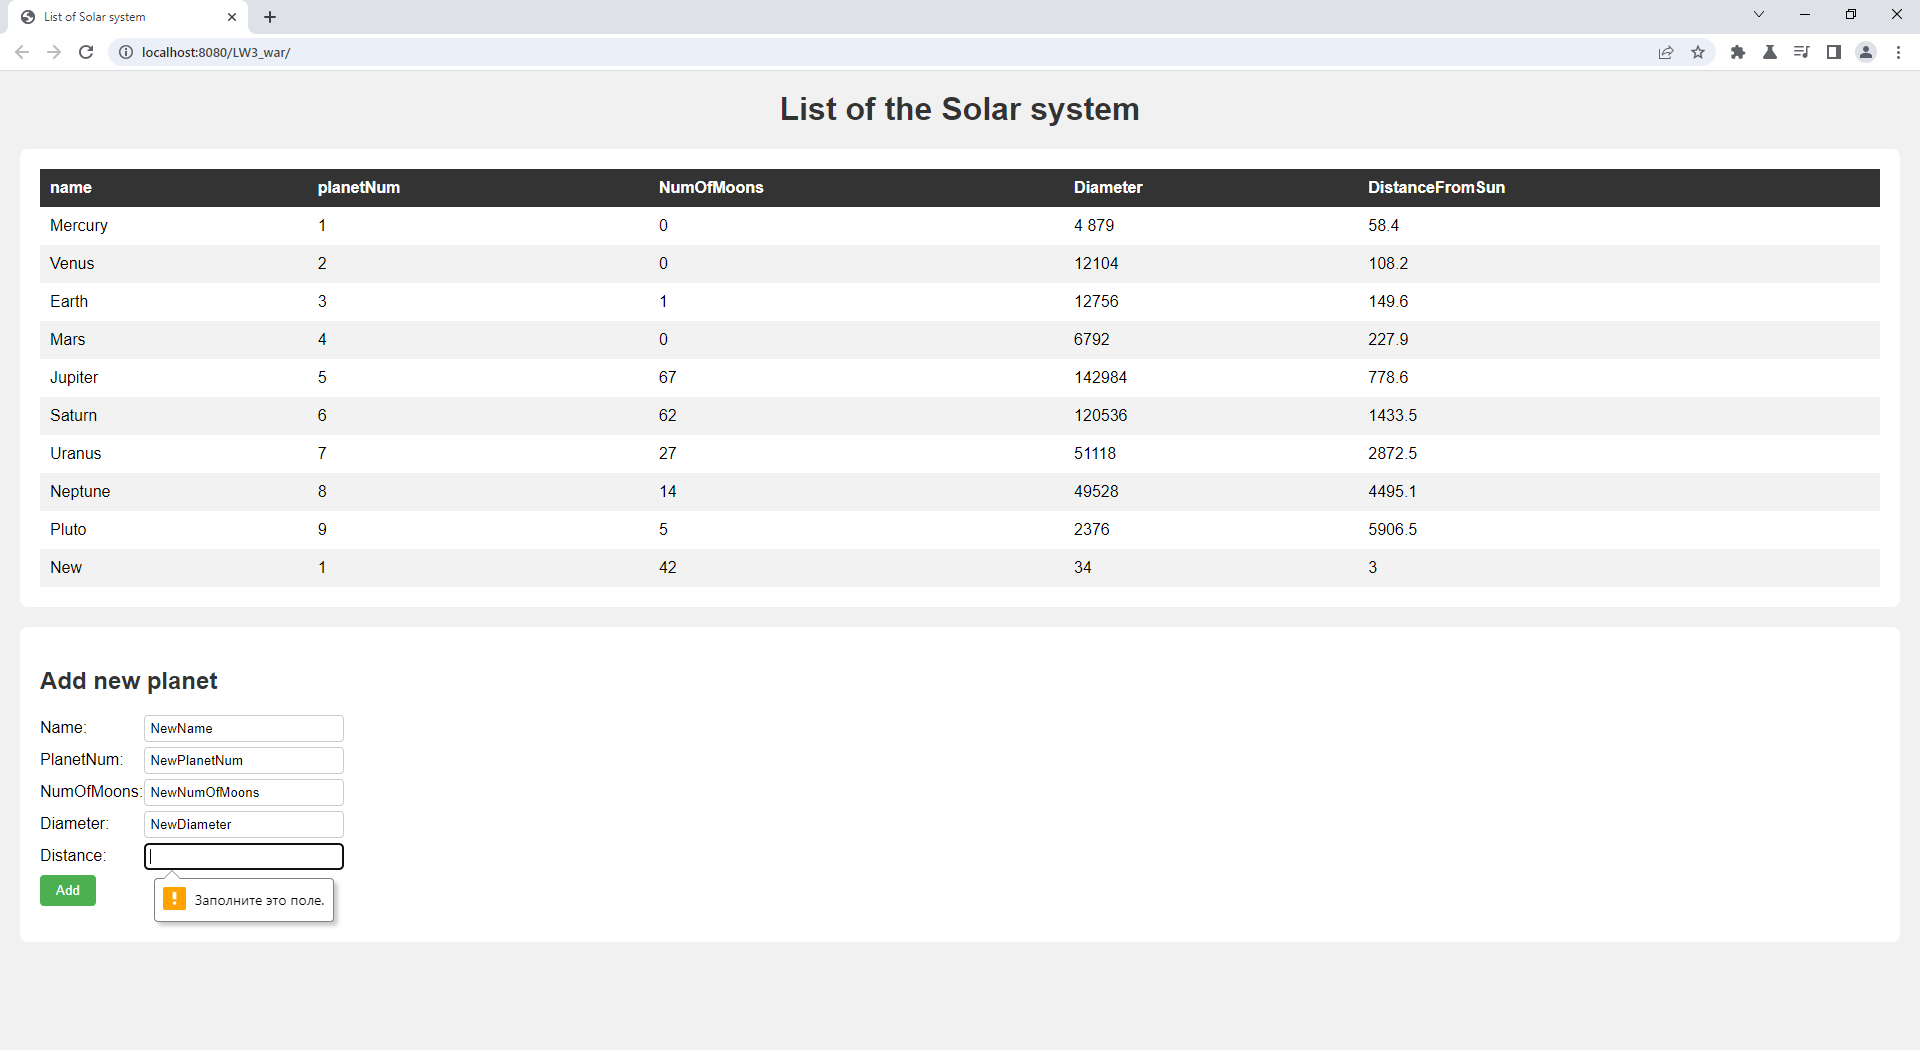 List of Solar system
localhost:8080/LW3_war/
List of the Solar system
name planetNum NumOfMoons Diameter DistanceFromSun
Mercury 1 0 4 879 58.4
Venus 2 0 12104 108.2
Earth 3 1 12756 149.6
Mars 4 0 6792 227.9
Jupiter 5 67 142984 778.6
Saturn 6 62 120536 1433.5
Uranus 7 27 51118 2872.5
Neptune 8 14 49528 4495.1
Pluto 9 5 2376 5906.5
New 1 42 34 3
Add new planet
Name: NewName
PlanetNum: NewPlanetNum
NumOfMoons: NewNumOfMoons
Diameter: NewDiameter
Distance:
Add
Заполните это поле.